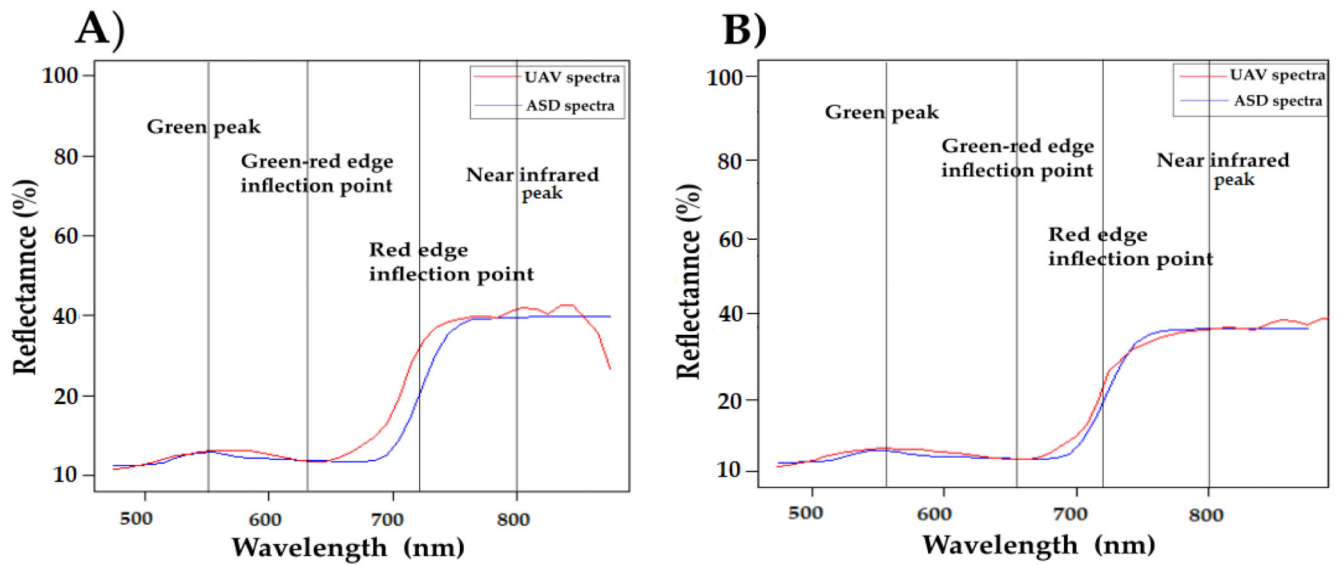 A)
100
80
60
40
20
10
500
600
700
800
Reflectannce (%)
Wavelength (nm)
UAV spectra
ASD spectra
Green peak
Green-red edge
inflection point
Near infrared
peak
Red edge
inflection point
B)
100
80
60
40
20
10
500
600
700
800
Reflectannce (%)
Wavelength (nm)
UAV spectra
ASD spectra
Green peak
Green-red edge
inflection point
Near infrared
peak
Red edge
inflection point